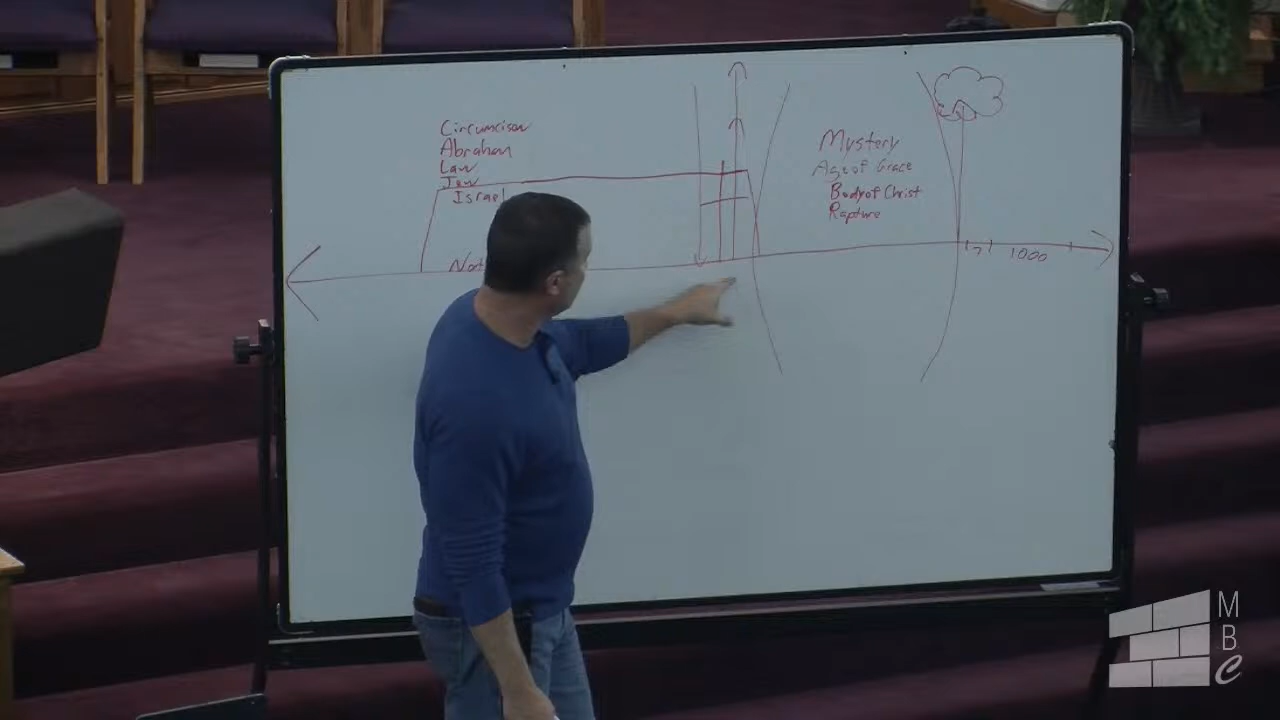 Circumcison
Abraham
Law
Jew
Israel
Mystery
Age of Grace
Body of Christ
Rapture
7
1000
M
B
C